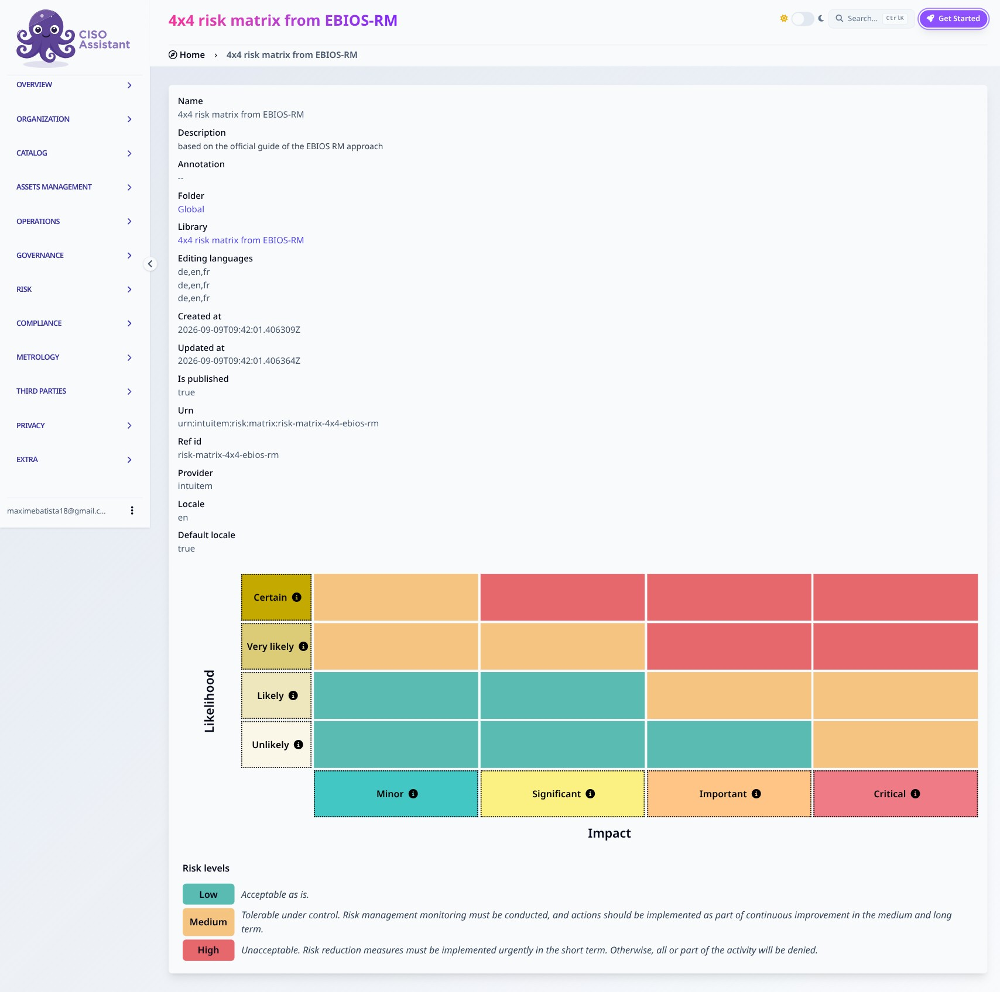 CISO
Assistant
4x4 risk matrix from EBIOS-RM
Search...
CtrlK
Get Started
Home
4x4 risk matrix from EBIOS-RM
OVERVIEW
ORGANIZATION
CATALOG
ASSETS MANAGEMENT
OPERATIONS
GOVERNANCE
RISK
COMPLIANCE
METROLOGY
THIRD PARTIES
PRIVACY
EXTRA
maximebatista18@gmail.c...
Name
4x4 risk matrix from EBIOS-RM
Description
based on the official guide of the EBIOS RM approach
Annotation
--
Folder
Global
Library
4x4 risk matrix from EBIOS-RM
Editing languages
de,en,fr
de,en,fr
de,en,fr
Created at
2026-09-09T09:42:01.406309Z
Updated at
2026-09-09T09:42:01.406364Z
Is published
true
Urn
urn:intuitem:risk:matrix:risk-matrix-4x4-ebios-rm
Ref id
risk-matrix-4x4-ebios-rm
Provider
intuitem
Locale
en
Default locale
true
Likelihood
Certain
Very likely
Likely
Unlikely
Minor
Significant
Important
Critical
Impact
Risk levels
Low
Acceptable as is.
Medium
Tolerable under control. Risk management monitoring must be conducted, and actions should be implemented as part of continuous improvement in the medium and long
term.
High
Unacceptable. Risk reduction measures must be implemented urgently in the short term. Otherwise, all or part of the activity will be denied.